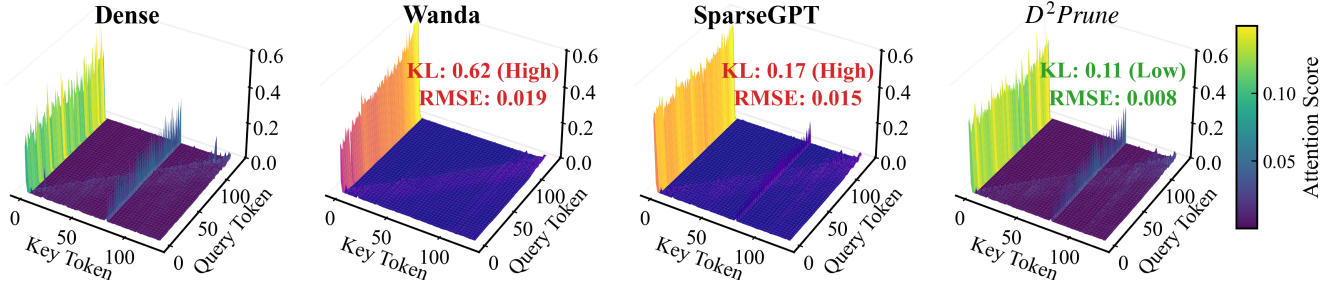 Dense
0.6
0.4
0.2
0.0
0
50
100
Key Token
0
50
100
Query Token
Wanda
KL: 0.62 (High)
RMSE: 0.019
0.6
0.4
0.2
0.0
0
50
100
Key Token
0
50
100
Query Token
SparseGPT
KL: 0.17 (High)
RMSE: 0.015
0.6
0.4
0.2
0.0
0
50
100
Key Token
0
50
100
Query Token
D²Prune
KL: 0.11 (Low)
RMSE: 0.008
0.6
0.4
0.2
0.0
0
50
100
Key Token
0
50
100
Query Token
0.10
0.05
Attention Score